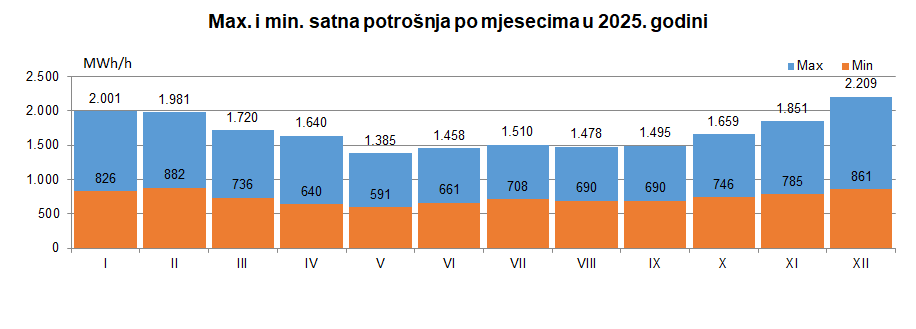 Max. i min. satna potrošnja po mjesecima u 2025. godini
MWh/h
Max Min
2.500
2.000
1.500
1.000
500
0
2.001 1.981 1.720 1.640 1.385 1.458 1.510 1.478 1.495 1.659 1.851 2.209
826 882 736 640 591 661 708 690 690 746 785 861
I II III IV V VI VII VIII IX X XI XII